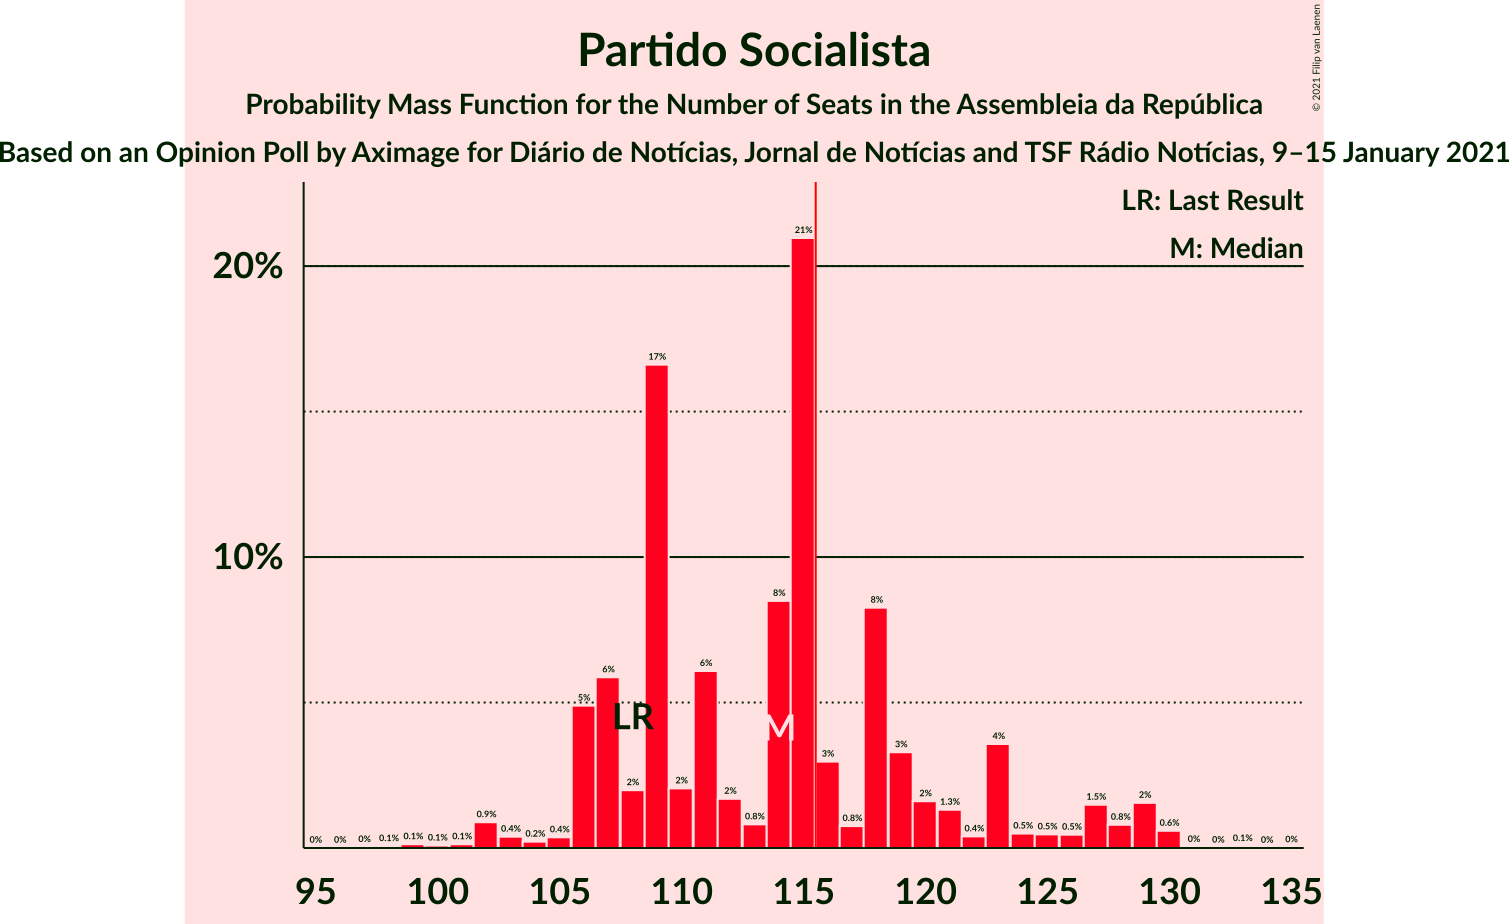 Partido Socialista
Probability Mass Function for the Number of Seats in the Assembleia da República
Based on an Opinion Poll by Aximage for Diário de Notícias, Jornal de Notícias and TSF Rádio Notícias, 9–15 January 2021
© 2021 Filip van Laenen
LR: Last Result
M: Median
20%
10%
0% 0% 0% 0.1% 0.1% 0.1% 0.1% 0.9% 0.4% 0.2% 0.4% 5% 6% 2% 17% 2% 6% 2% 0.8% 8% 21% 3% 0.8% 8% 3% 2% 1.3% 0.4% 4% 0.5% 0.5% 0.5% 1.5% 0.8% 2% 0.6% 0% 0% 0.1% 0% 0%
LR
M
95 100 105 110 115 120 125 130 135